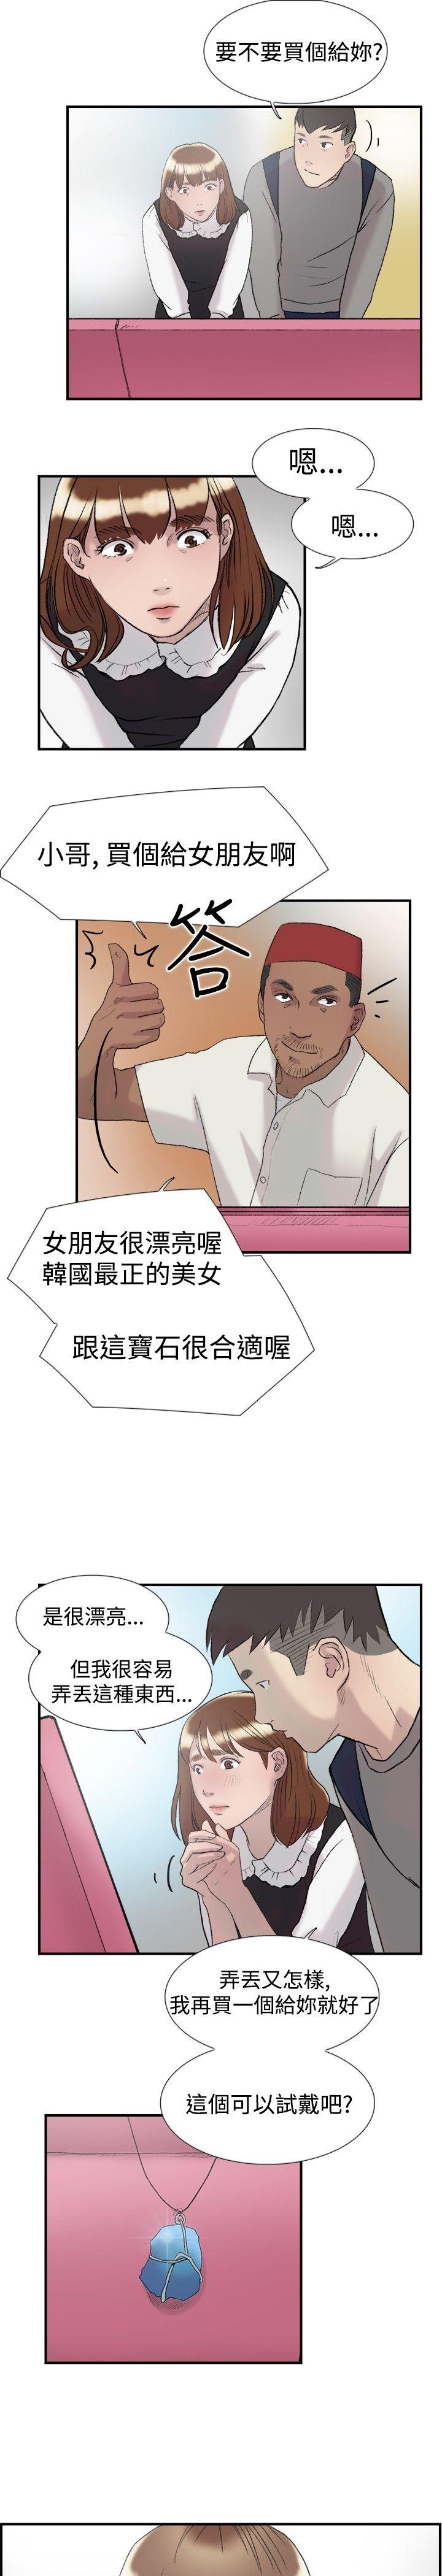 要不要買個給妳?
嗯...
嗯...
小哥, 買個給女朋友啊
答
女朋友很漂亮喔
韓國最正的美女
跟這寶石很合適喔
是很漂亮...
但我很容易
弄丟這種東西...
弄丟又怎樣,
我再買一個給妳就好了
這個可以試戴吧?